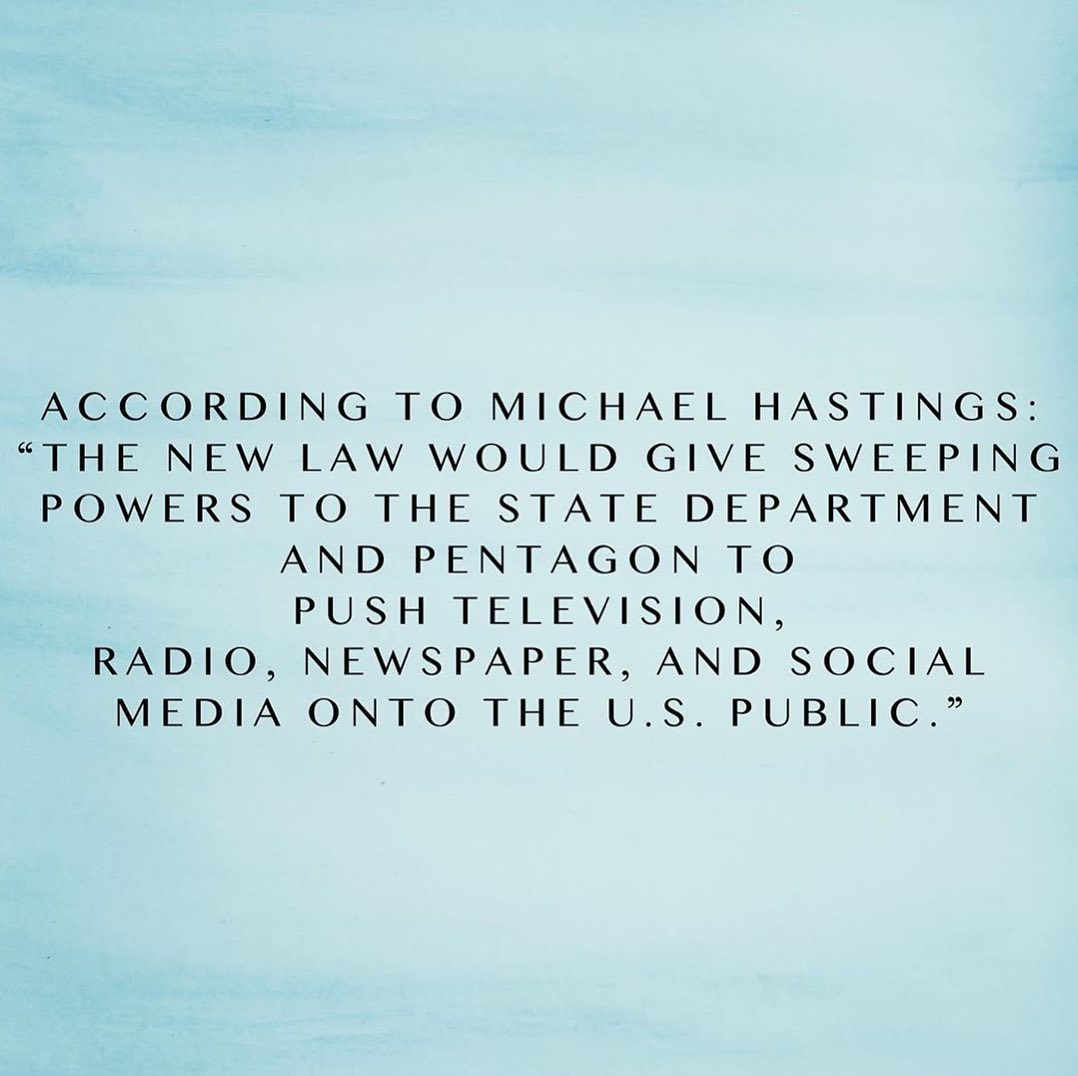 ACCORDING TO MICHAEL HASTINGS:
“THE NEW LAW WOULD GIVE SWEEPING
POWERS TO THE STATE DEPARTMENT
AND PENTAGON TO
PUSH TELEVISION,
RADIO, NEWSPAPER, AND SOCIAL
MEDIA ONTO THE U.S. PUBLIC.”